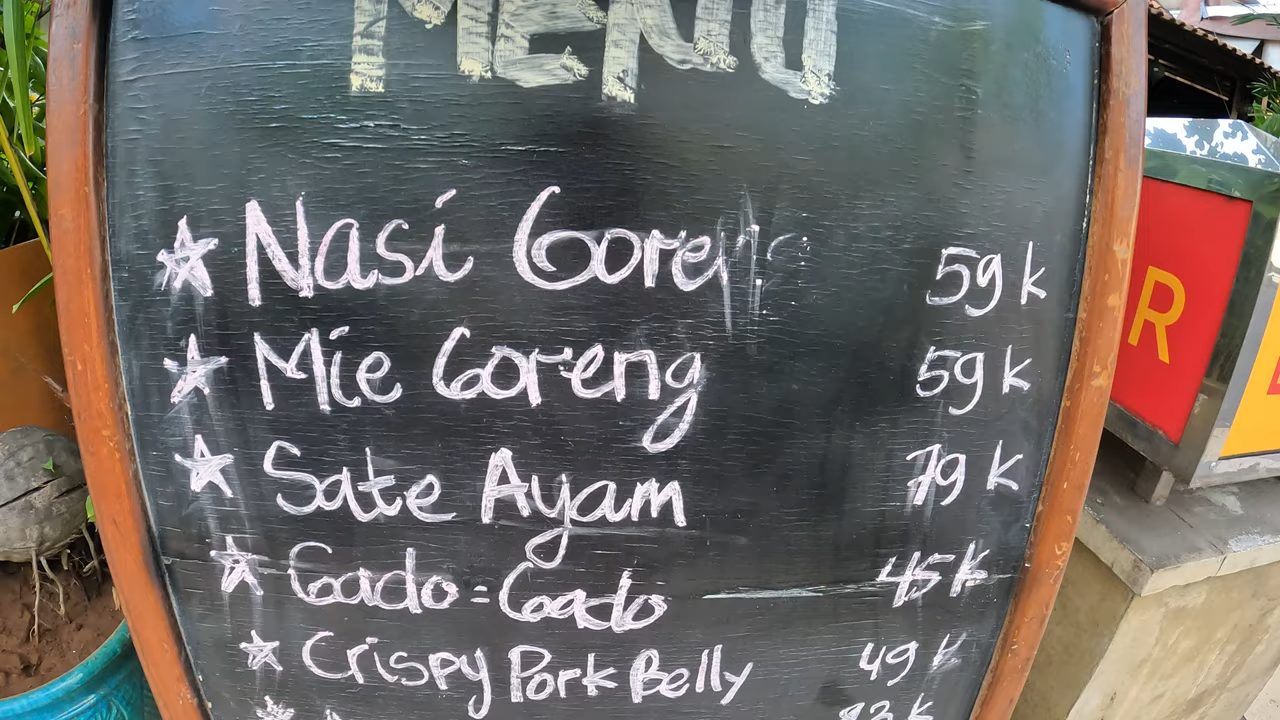 MENU
Nasi Goreng 59 k
Mie Goreng 59 k
Sate Ayam 79 k
Gado=Gado 45 k
Crispy Pork Belly 49 k
R